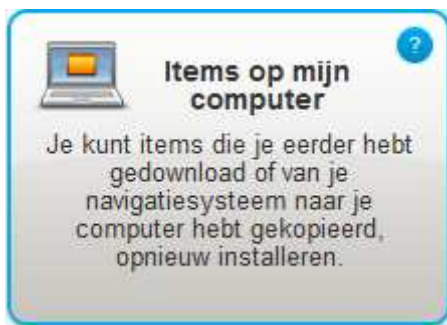 ?
Items op mijn
computer
Je kunt items die je eerder hebt
gedownload of van je
navigatiesysteem naar je
computer hebt gekopieerd,
opnieuw installeren.